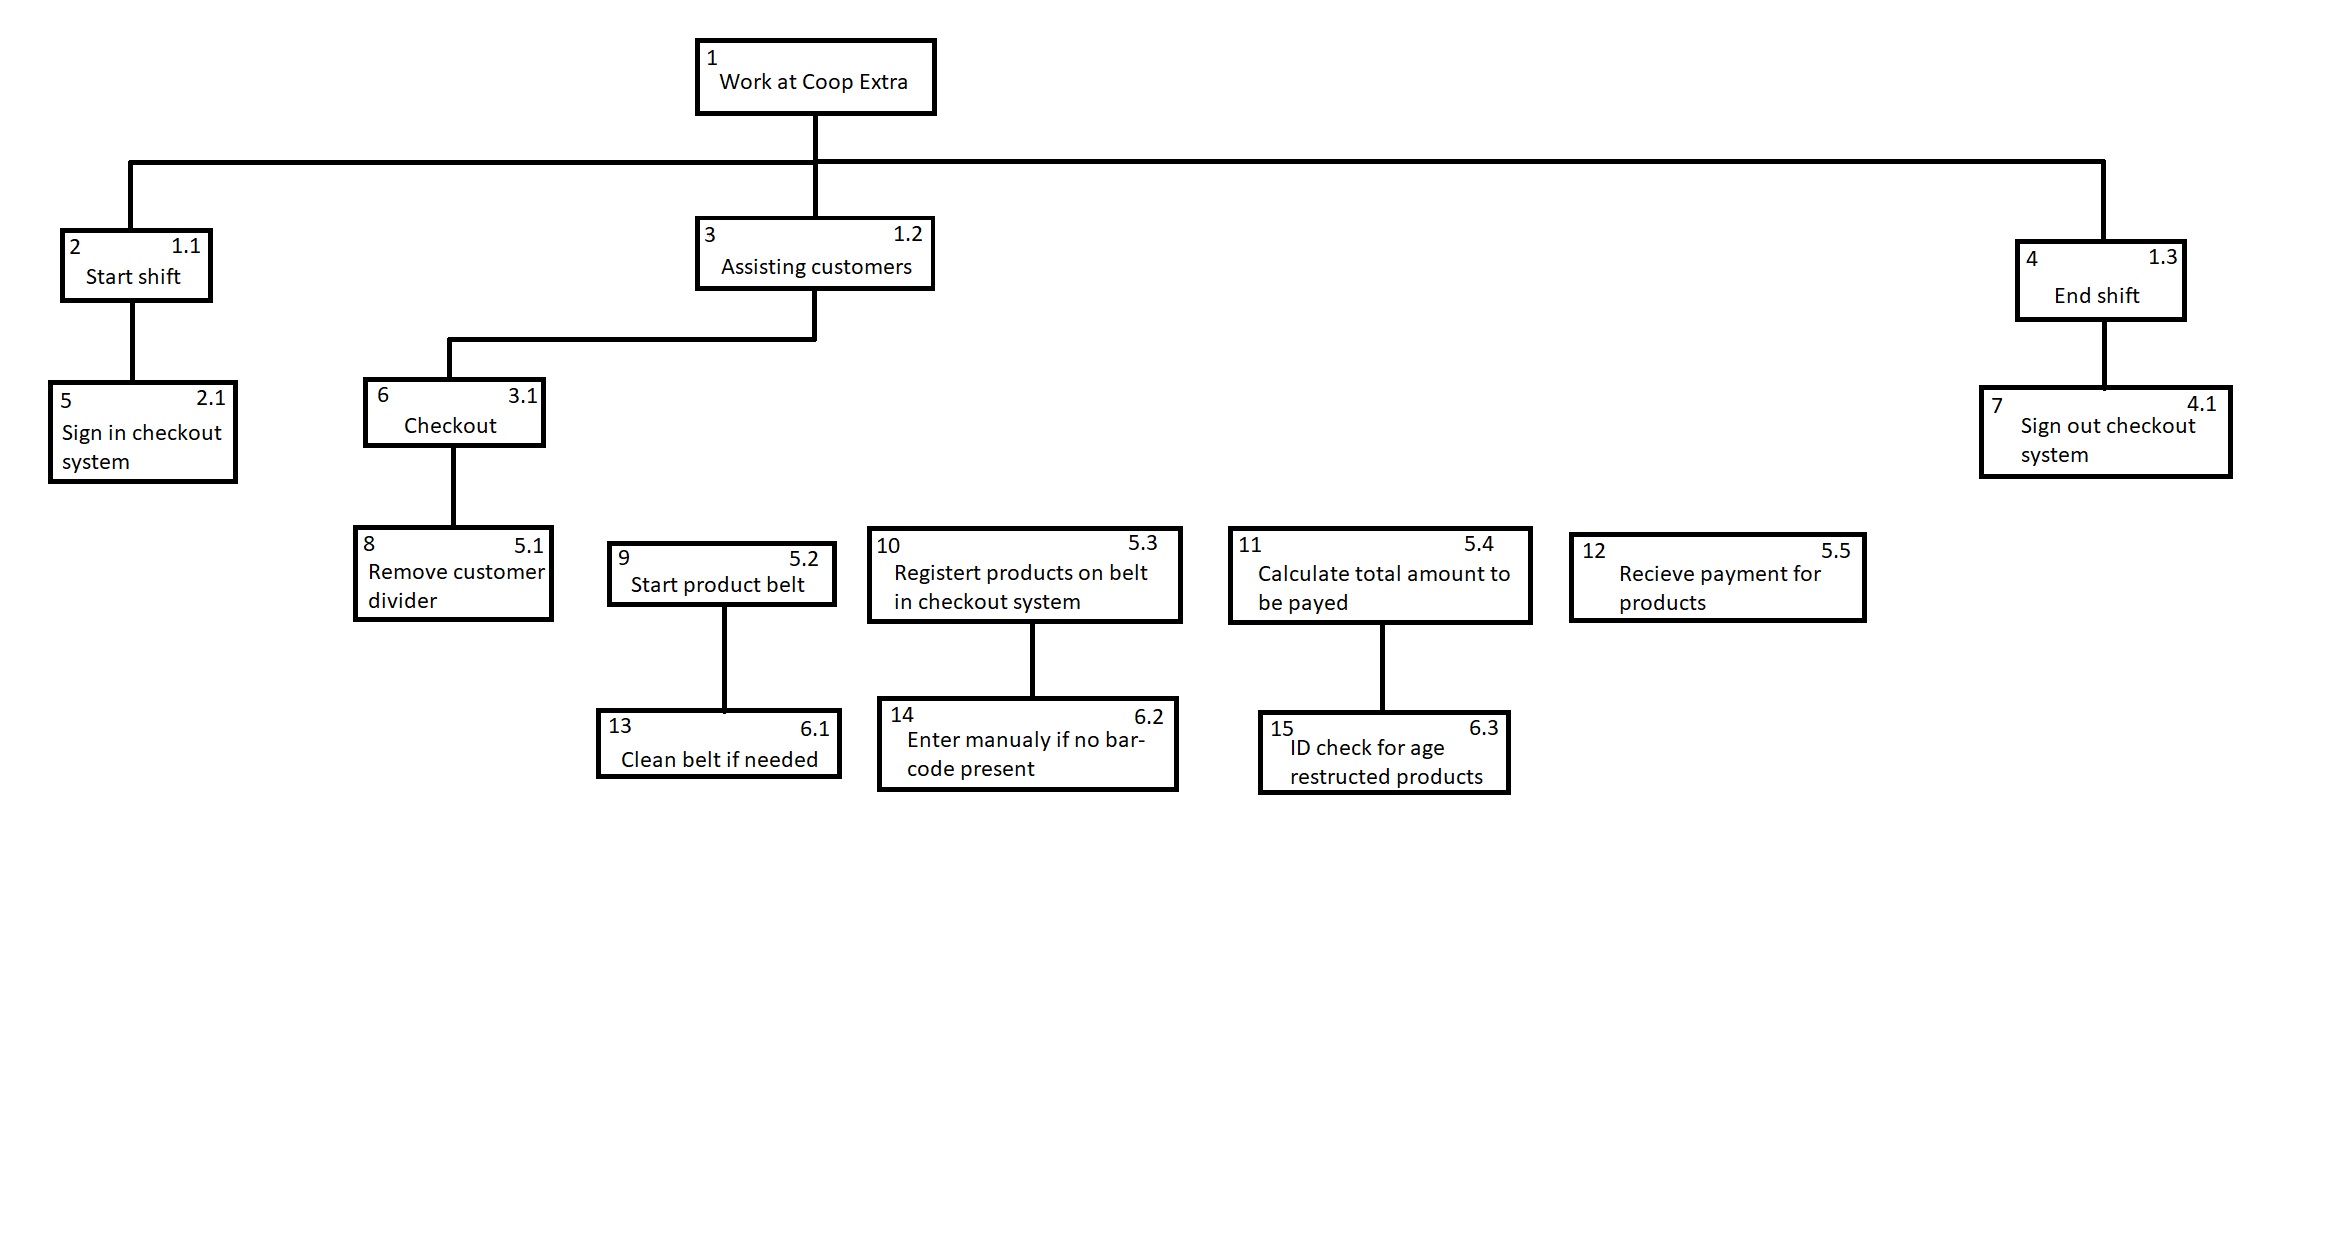 1
Work at Coop Extra
2 1.1
Start shift
3 1.2
Assisting customers
4 1.3
End shift
5 2.1
Sign in checkout
system
6 3.1
Checkout
7 4.1
Sign out checkout
system
8 5.1
Remove customer
divider
9 5.2
Start product belt
10 5.3
Registert products on belt
in checkout system
11 5.4
Calculate total amount to
be payed
12 5.5
Recieve payment for
products
13 6.1
Clean belt if needed
14 6.2
Enter manualy if no bar-
code present
15 6.3
ID check for age
restructed products